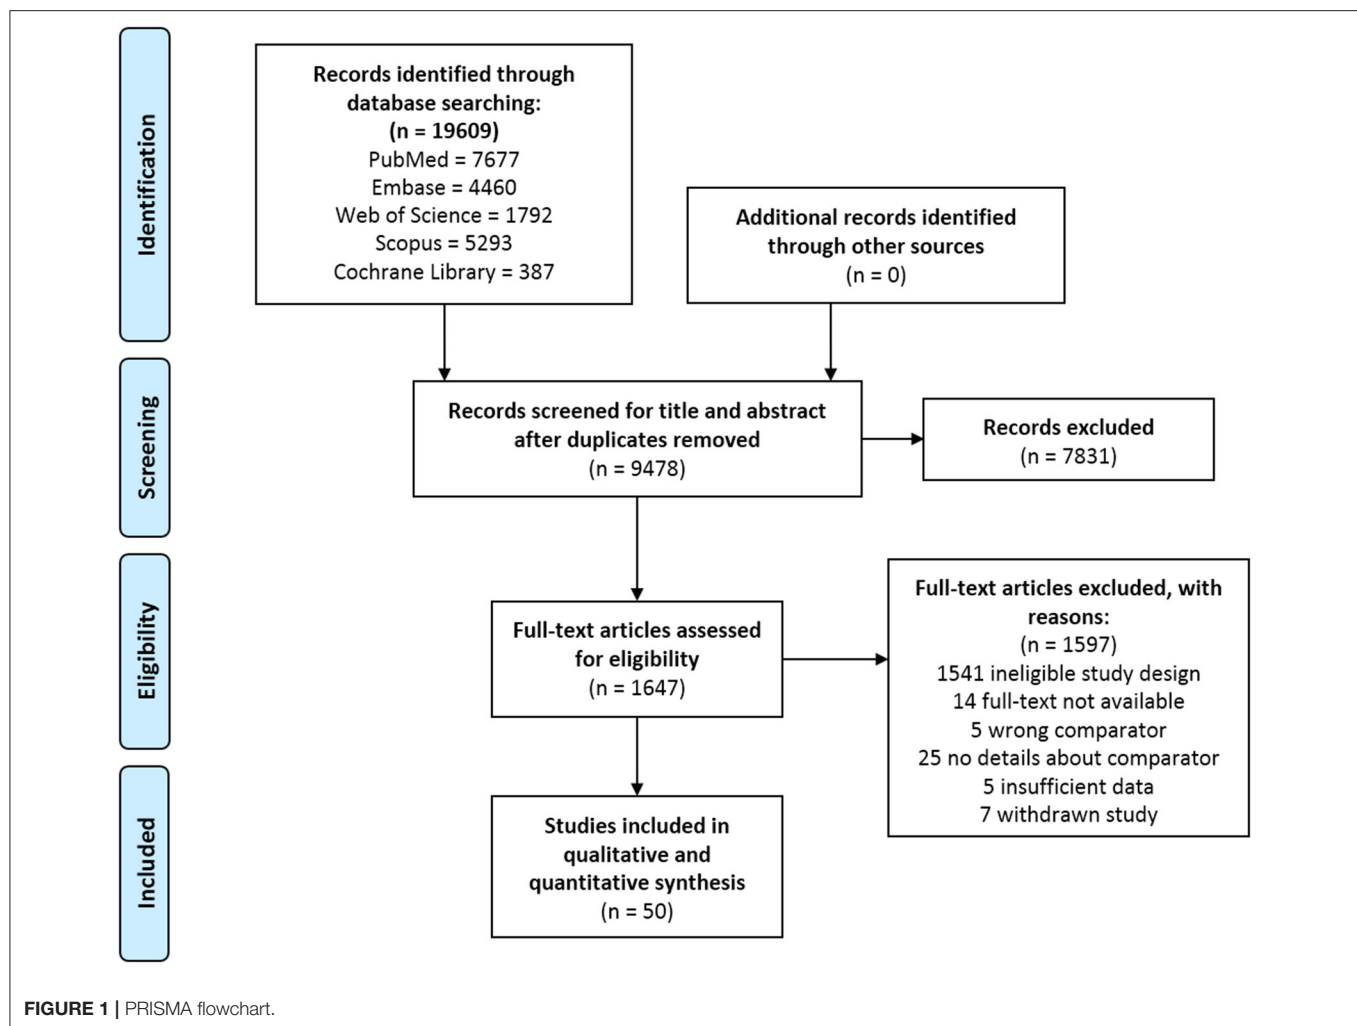 Identification
Records identified through
database searching:
(n = 19609)
PubMed = 7677
Embase = 4460
Web of Science = 1792
Scopus = 5293
Cochrane Library = 387
Additional records identified
through other sources
(n = 0)
Screening
Records screened for title and abstract
after duplicates removed
(n = 9478)
Records excluded
(n = 7831)
Eligibility
Full-text articles assessed
for eligibility
(n = 1647)
Full-text articles excluded, with
reasons:
(n = 1597)
1541 ineligible study design
14 full-text not available
5 wrong comparator
25 no details about comparator
5 insufficient data
7 withdrawn study
Included
Studies included in
qualitative and
quantitative synthesis
(n = 50)
FIGURE 1 | PRISMA flowchart.